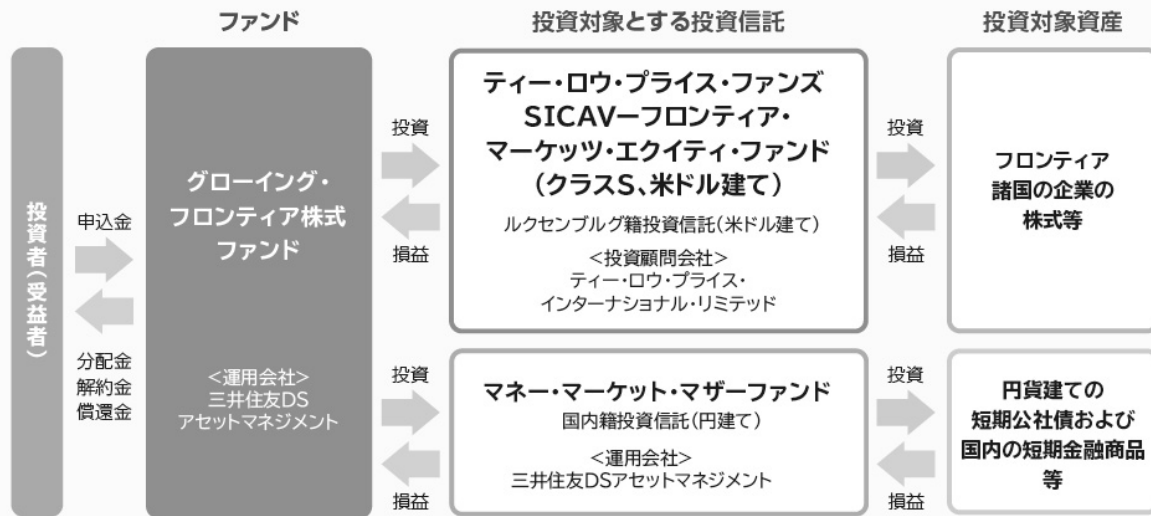 ファンド
投資対象とする投資信託
投資対象資産
投資者(受益者)
申込金
分配金
解約金
償還金
グローイング・
フロンティア株式
ファンド
<運用会社>
三井住友DS
アセットマネジメント
投資
損益
ティー・ロウ・プライス・ファンズ
SICAVーフロンティア・
マーケッツ・エクイティ・ファンド
(クラスS、米ドル建て)
ルクセンブルグ籍投資信託(米ドル建て)
<投資顧問会社>
ティー・ロウ・プライス・
インターナショナル・リミテッド
投資
損益
フロンティア
諸国の企業の
株式等
投資
損益
マネー・マーケット・マザーファンド
国内籍投資信託(円建て)
<運用会社>
三井住友DSアセットマネジメント
投資
損益
円貨建ての
短期公社債および
国内の短期金融商品
等